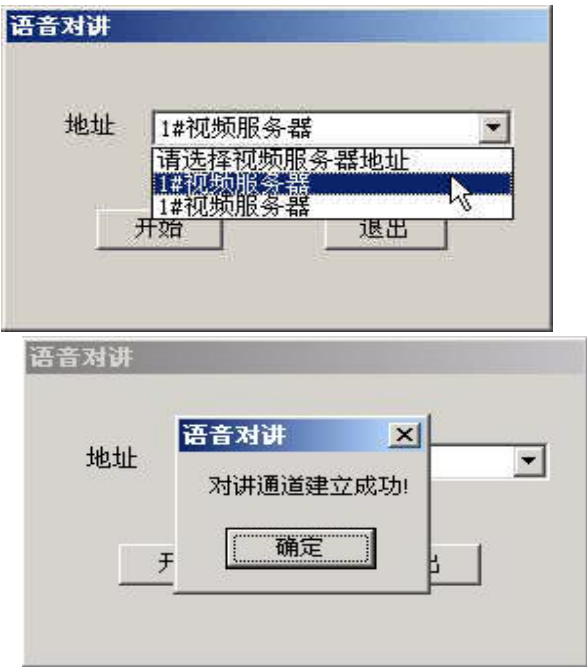 语音对讲
地址 1#视频服务器
请选择视频服务器地址
1#视频服务器
1#视频服务器
开始 退出
语音对讲
语音对讲
地址
对讲通道建立成功!
确定
开 出